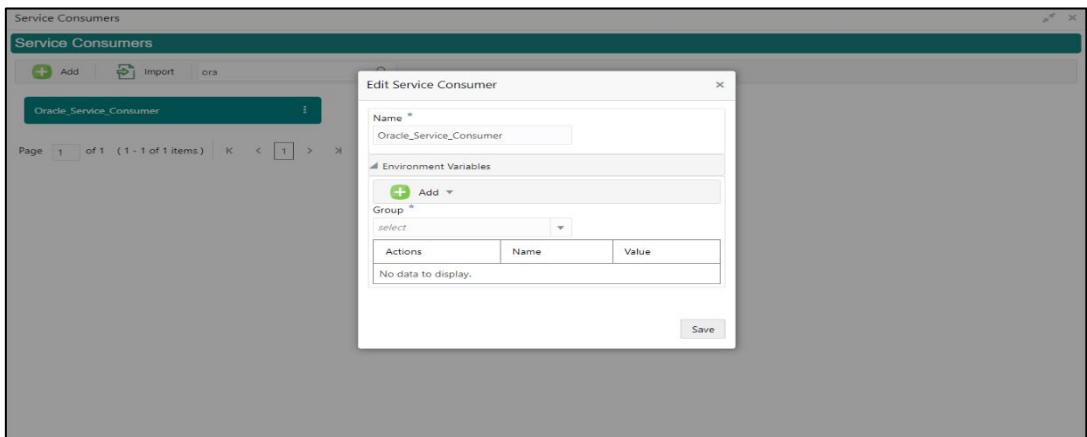 Service Consumers
Service Consumers
Add Import ora
Oracle_Service_Consumer
Page 1 of 1 (1 - 1 of 1 items) K < 1 > >|
Edit Service Consumer
Name *
Oracle_Service_Consumer
Environment Variables
Add
Group *
select
Actions Name Value
No data to display.
Save